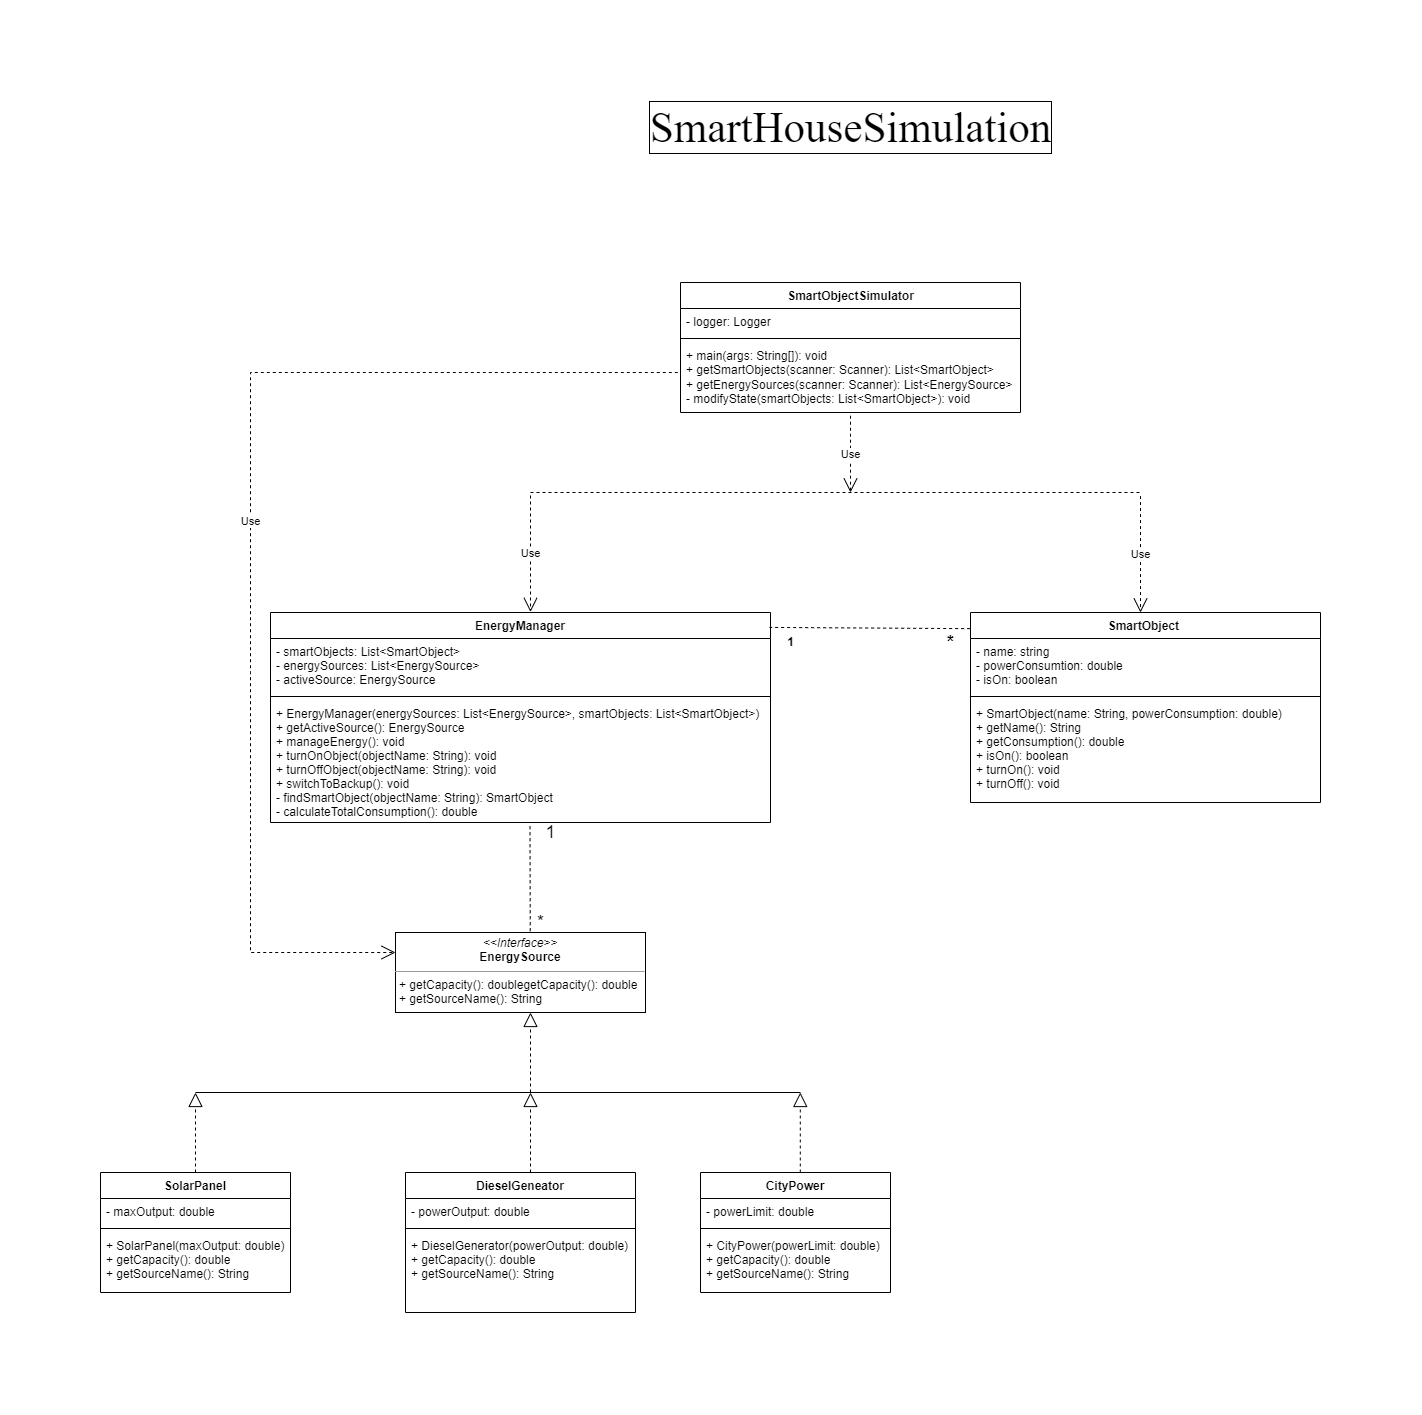 SmartHouseSimulation
SmartObjectSimulator
- logger: Logger
+ main(args: String[]): void
+ getSmartObjects(scanner: Scanner): List<SmartObject>
+ getEnergySources(scanner: Scanner): List<EnergySource>
- modifyState(smartObjects: List<SmartObject>): void
Use
Use
Use
Use
EnergyManager
- smartObjects: List<SmartObject>
- energySources: List<EnergySource>
- activeSource: EnergySource
+ EnergyManager(energySources: List<EnergySource>, smartObjects: List<SmartObject>)
+ getActiveSource(): EnergySource
+ manageEnergy(): void
+ turnOnObject(objectName: String): void
+ turnOffObject(objectName: String): void
+ switchToBackup(): void
- findSmartObject(objectName: String): SmartObject
- calculateTotalConsumption(): double
1
*
SmartObject
- name: string
- powerConsumtion: double
- isOn: boolean
+ SmartObject(name: String, powerConsumption: double)
+ getName(): String
+ getConsumption(): double
+ isOn(): boolean
+ turnOn(): void
+ turnOff(): void
1
*
<<Interface>>
EnergySource
+ getCapacity(): doublegetCapacity(): double
+ getSourceName(): String
SolarPanel
- maxOutput: double
+ SolarPanel(maxOutput: double)
+ getCapacity(): double
+ getSourceName(): String
DieselGeneator
- powerOutput: double
+ DieselGenerator(powerOutput: double)
+ getCapacity(): double
+ getSourceName(): String
CityPower
- powerLimit: double
+ CityPower(powerLimit: double)
+ getCapacity(): double
+ getSourceName(): String